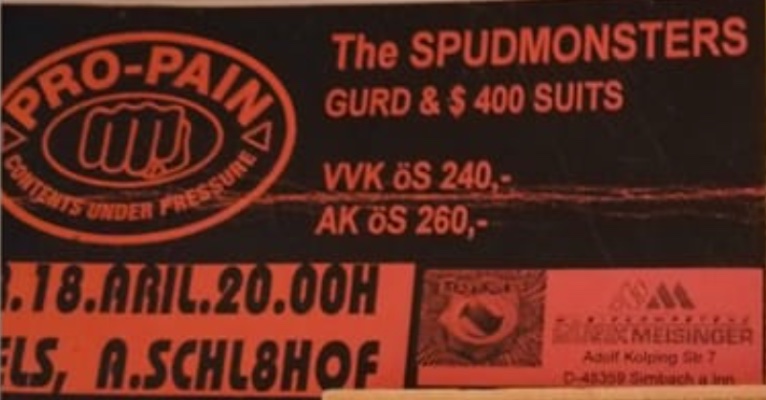 PRO-PAIN
CONTENTS UNDER PRESSURE
The SPUDMONSTERS
GURD & $ 400 SUITS
VVK öS 240,-
AK öS 260,-
.18.ARIL.20.00H
ELS, A.SCHL8HOF
MEISINGER
Adolf Kolping Str 7
D-48359 Simbach a Inn